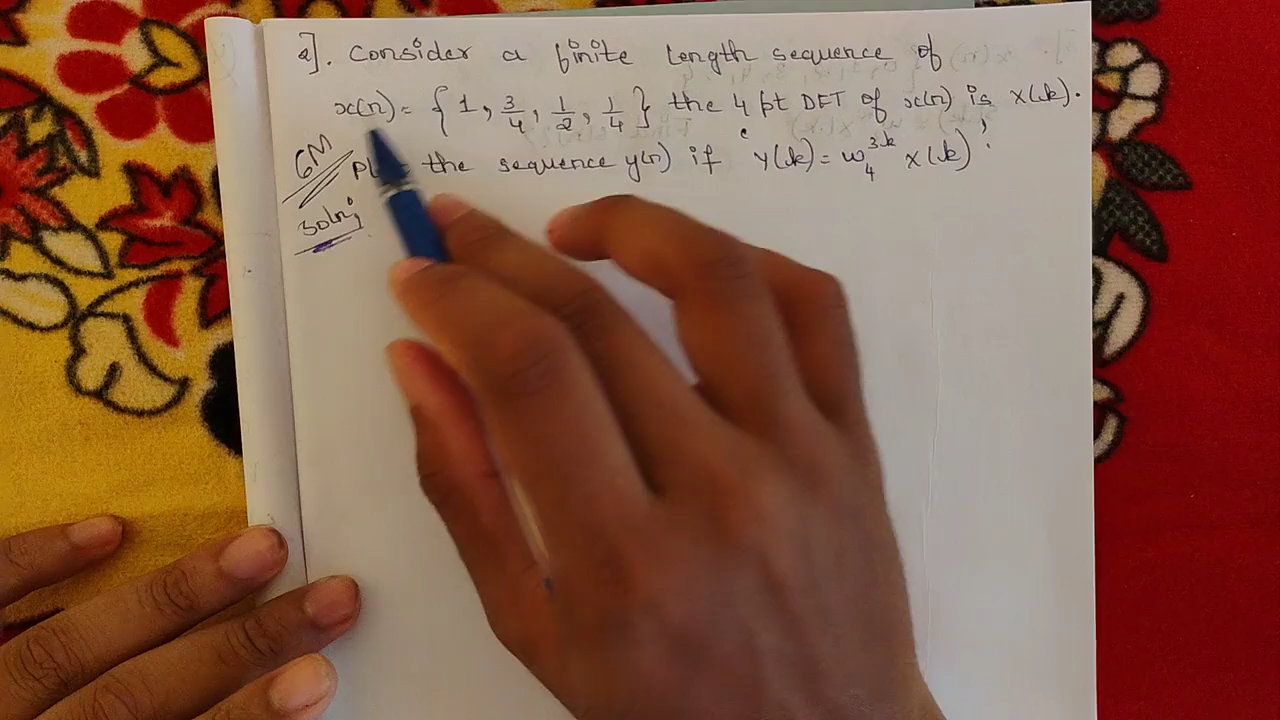 2]. Consider a finite length sequence of
x(n) = { 1, 3/4, 1/2, 1/4 } the 4 pt DFT of x(n) is X(k).
6M the sequence y(n) if Y(k) = w_4^{3k} X(k).
Soln;